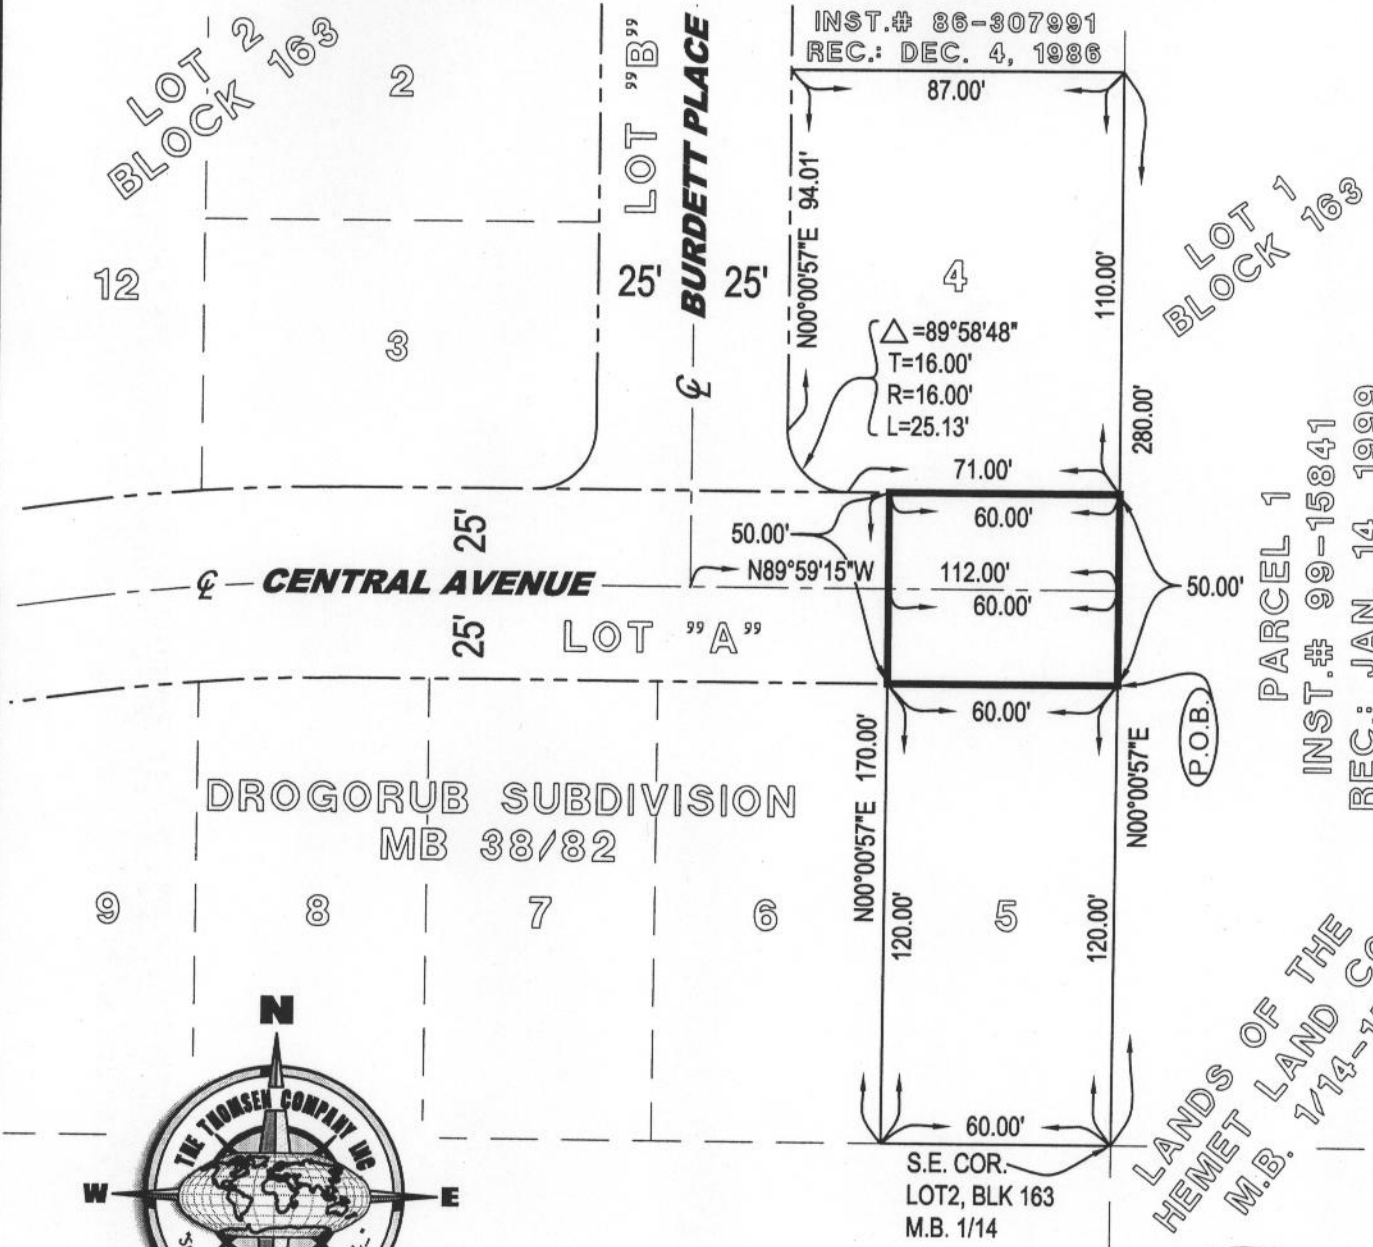 INST.# 86-307991
REC.: DEC. 4, 1986
87.00'
LOT 2
BLOCK 163
2
LOT "B"
BURDETT PLACE
N00°00'57"E 94.01'
110.00'
LOT 1
BLOCK 163
12
3
25'
25'
4
△=89°58'48"
T=16.00'
R=16.00'
L=25.13'
280.00'
℄
71.00'
60.00'
50.00'
25'
N89°59'15"W
112.00'
60.00'
50.00'
℄
CENTRAL AVENUE
25'
LOT "A"
60.00'
P.O.B.
PARCEL 1
INST.# 99-15841
REC.: JAN 14 1999
DROGORUB SUBDIVISION
MB 38/82
N00°00'57"E 170.00'
N00°00'57"E
9
8
7
6
5
120.00'
120.00'
60.00'
S.E. COR.
LOT2, BLK 163
M.B. 1/14
LANDS OF THE
HEMET LAND
M.B. 1/14-
N
W
E
THE THOMSEN COMPANY INC